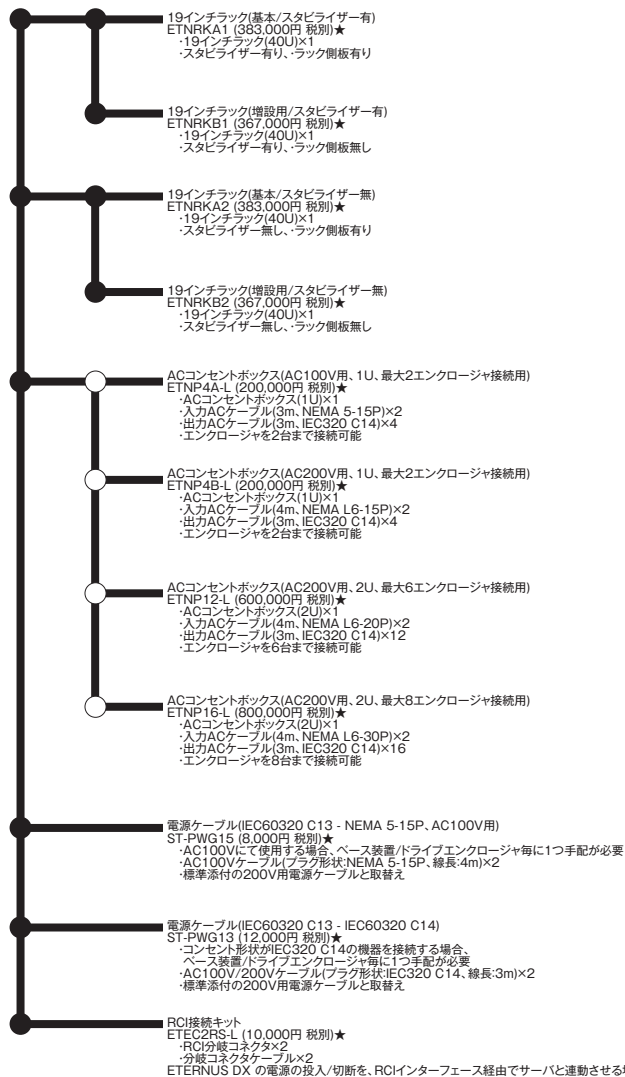 19インチラック(基本/スタビライザー有)
ETNRKA1 (383,000円 税別)★
・19インチラック(40U)×1
・スタビライザー有り、・ラック側板有り
19インチラック(増設用/スタビライザー有)
ETNRKB1 (367,000円 税別)★
・19インチラック(40U)×1
・スタビライザー有り、・ラック側板無し
19インチラック(基本/スタビライザー無)
ETNRKA2 (383,000円 税別)★
・19インチラック(40U)×1
・スタビライザー無し、・ラック側板有り
19インチラック(増設用/スタビライザー無)
ETNRKB2 (367,000円 税別)★
・19インチラック(40U)×1
・スタビライザー無し、・ラック側板無し
ACコンセントボックス(AC100V用、1U、最大2エンクロージャ接続用)
ETNP4A-L (200,000円 税別)★
・ACコンセントボックス(1U)×1
・入力ACケーブル(3m、NEMA 5-15P)×2
・出力ACケーブル(3m、IEC320 C14)×4
・エンクロージャを2台まで接続可能
ACコンセントボックス(AC200V用、1U、最大2エンクロージャ接続用)
ETNP4B-L (200,000円 税別)★
・ACコンセントボックス(1U)×1
・入力ACケーブル(4m、NEMA L6-15P)×2
・出力ACケーブル(3m、IEC320 C14)×4
・エンクロージャを2台まで接続可能
ACコンセントボックス(AC200V用、2U、最大6エンクロージャ接続用)
ETNP12-L (600,000円 税別)★
・ACコンセントボックス(2U)×1
・入力ACケーブル(4m、NEMA L6-20P)×2
・出力ACケーブル(3m、IEC320 C14)×12
・エンクロージャを6台まで接続可能
ACコンセントボックス(AC200V用、2U、最大8エンクロージャ接続用)
ETNP16-L (800,000円 税別)★
・ACコンセントボックス(2U)×1
・入力ACケーブル(4m、NEMA L6-30P)×2
・出力ACケーブル(3m、IEC320 C14)×16
・エンクロージャを8台まで接続可能
電源ケーブル(IEC60320 C13 - NEMA 5-15P、AC100V用)
ST-PWG15 (8,000円 税別)★
・AC100Vにて使用する場合、ベース装置/ドライブエンクロージャ毎に1つ手配が必要
・AC100Vケーブル(プラグ形状:NEMA 5-15P、線長:4m)×2
・標準添付の200V用電源ケーブルと取替え
電源ケーブル(IEC60320 C13 - IEC60320 C14)
ST-PWG13 (12,000円 税別)★
・コンセント形状がIEC320 C14の機器を接続する場合、
ベース装置/ドライブエンクロージャ毎に1つ手配が必要
・AC100V/200Vケーブル(プラグ形状:IEC320 C14、線長:3m)×2
・標準添付の200V用電源ケーブルと取替え
RCI接続キット
ETEC2RS-L (10,000円 税別)★
・RCI分岐コネクタ×2
・分岐コネクタケーブル×2
ETERNUS DX の電源の投入/切断を、RCIインターフェース経由でサーバと連動させる